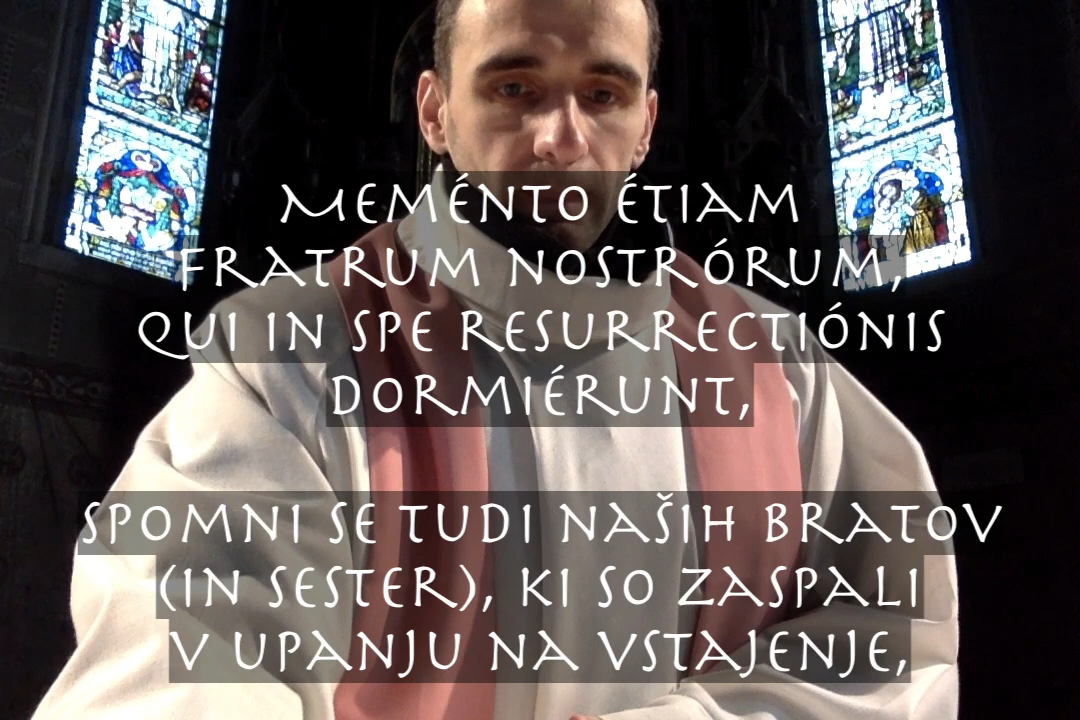 Meménto étiam
fratrum nostrórum,
qui in spe resurrectiónis
dormiérunt,
spomni se tudi naših bratov
(in sester), ki so zaspali
v upanju na vstajenje,